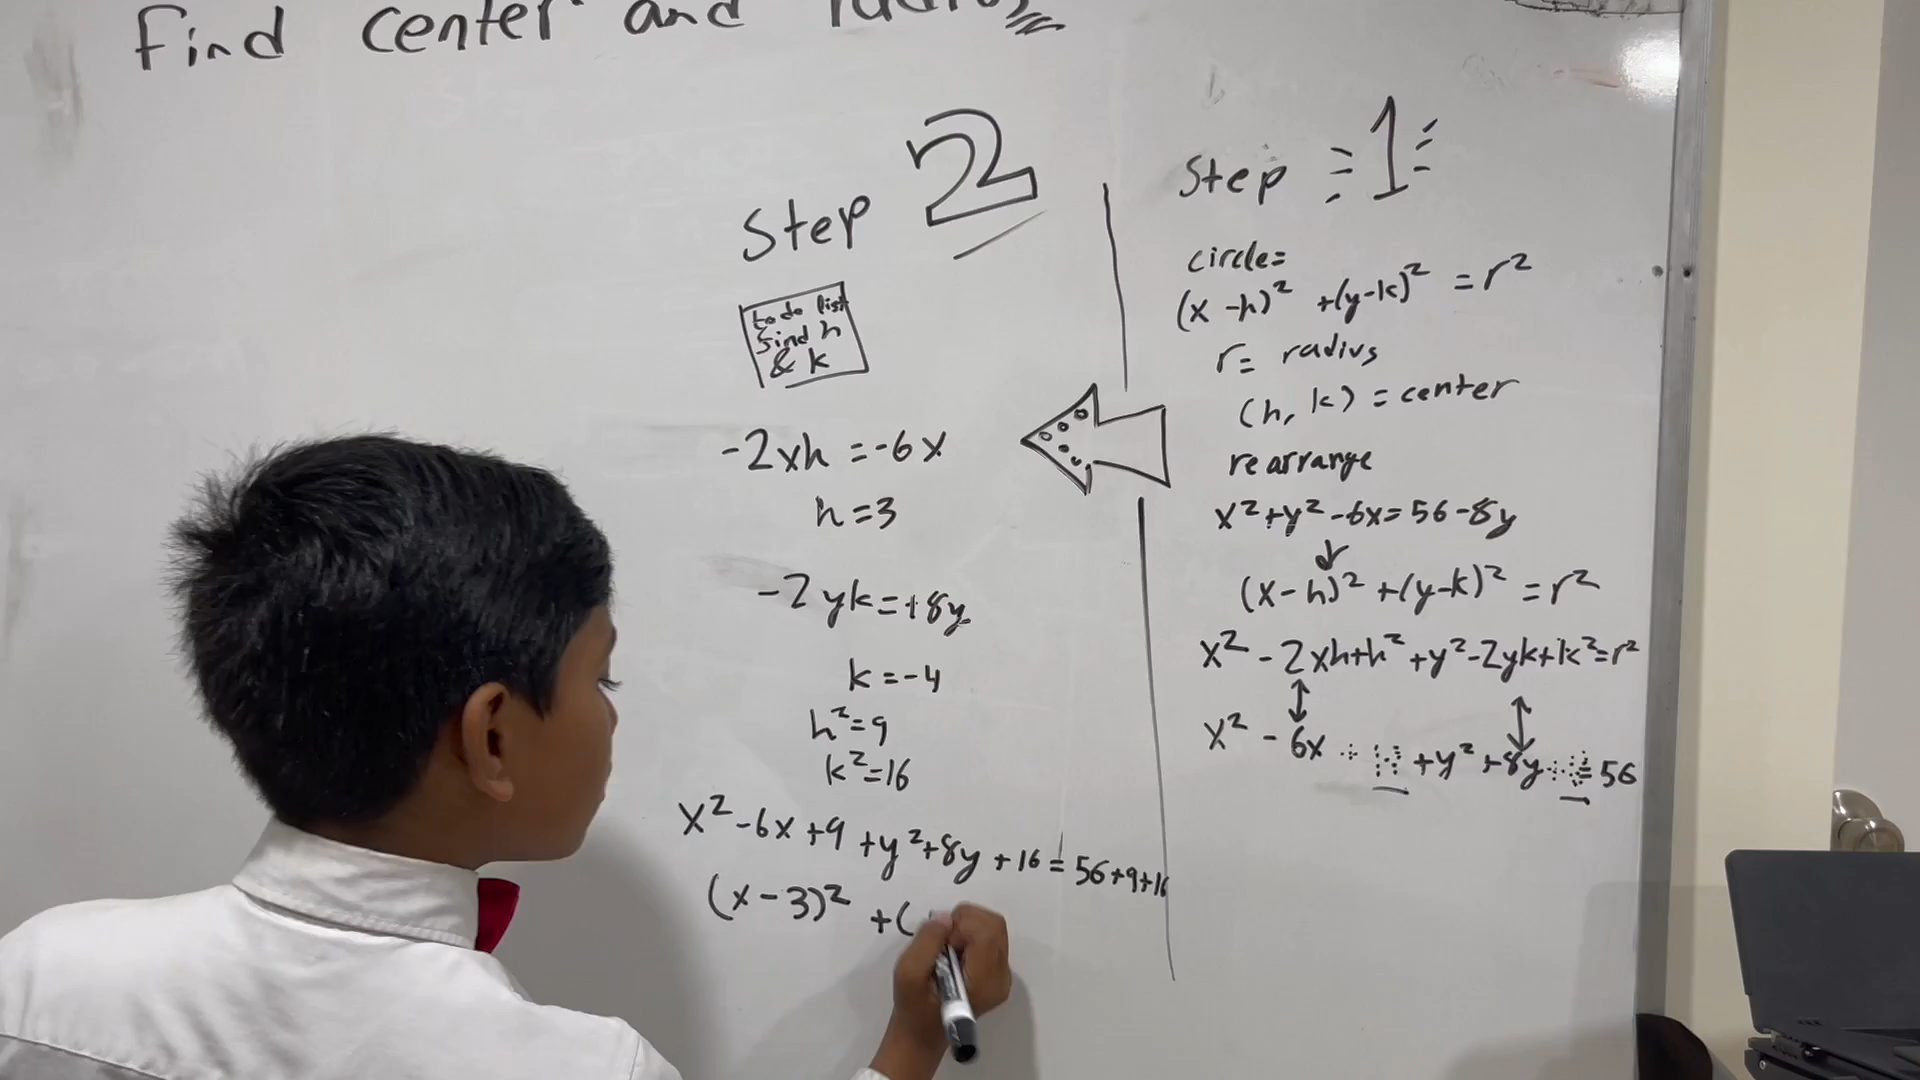 Find center and radius
Step 2
to do list
find h
& k
-2xh = -6x
h = 3
-2yk = +8y
k = -4
h² = 9
k² = 16
x² - 6x + 9 + y² + 8y + 16 = 56 + 9 + 16
(x - 3)² + (
Step 1
circle =
(x - h)² + (y - k)² = r²
r = radius
(h, k) = center
rearrange
x² + y² - 6x = 56 - 8y
(x - h)² + (y - k)² = r²
x² - 2xh + h² + y² - 2yk + k² = r²
x² - 6x + + y² + 8y + = 56